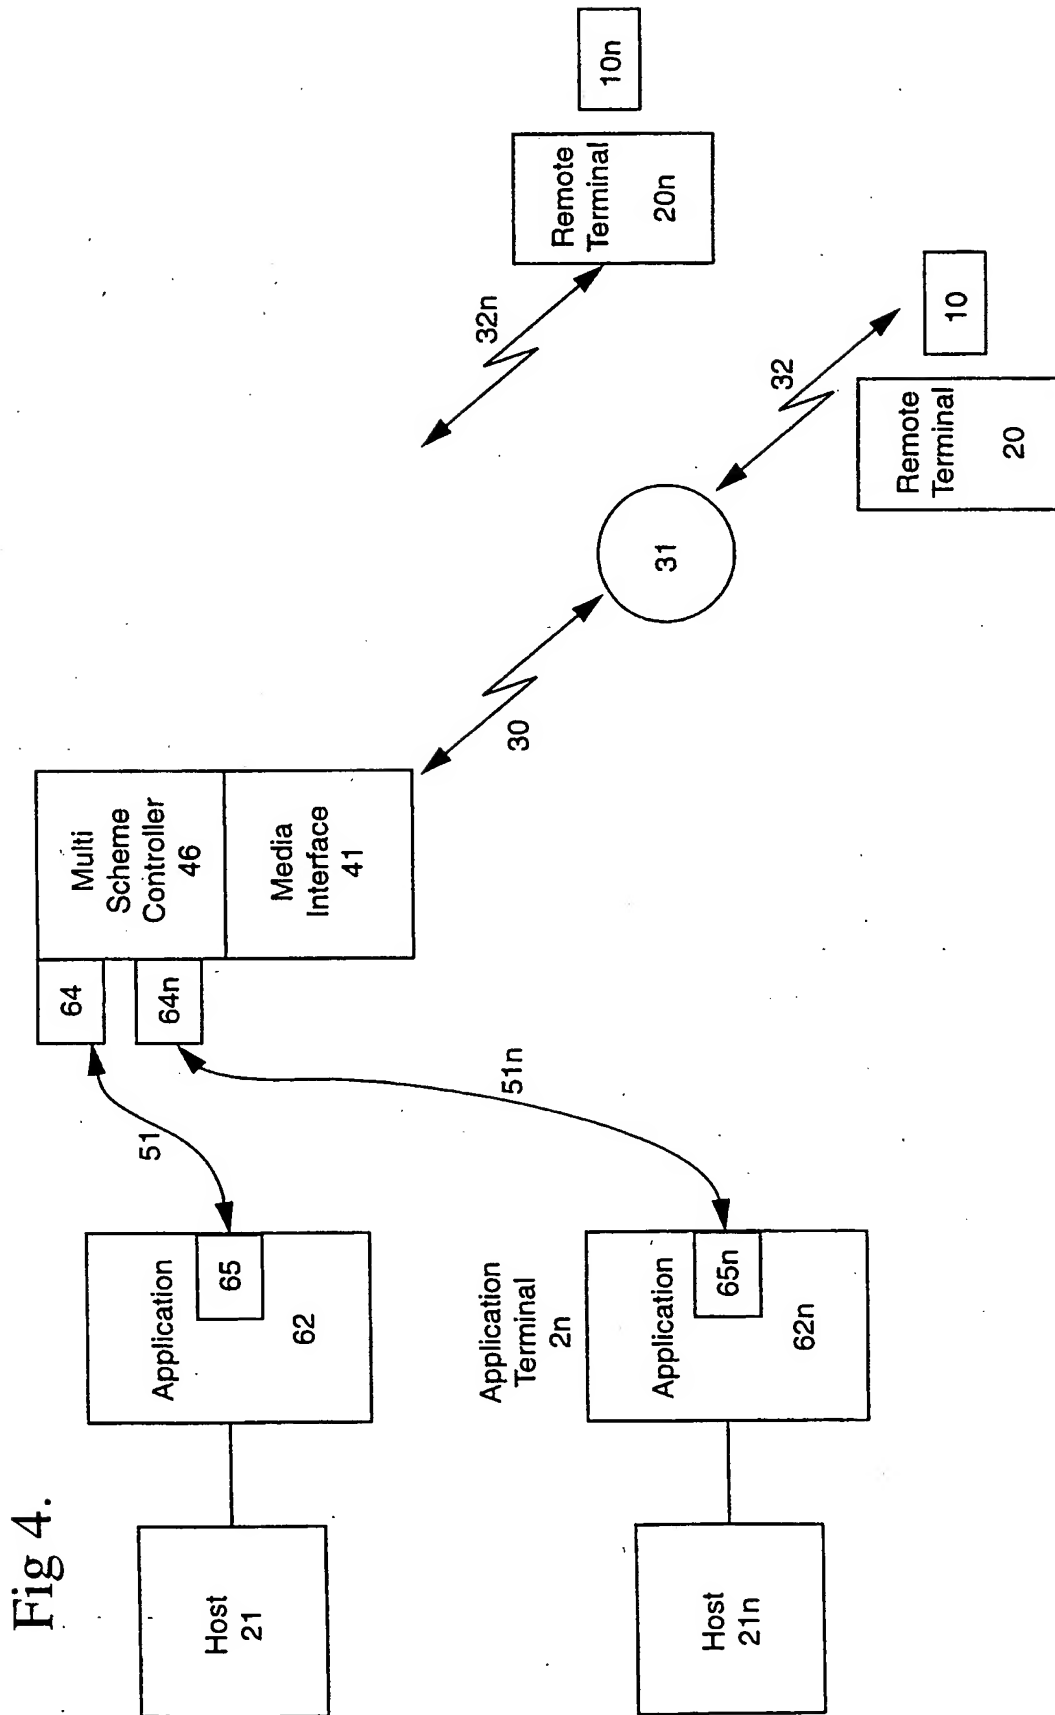 Fig 4.
Host
21
Application
65
62
51
64
64n
Multi
Scheme
Controller
46
Media
Interface
41
30
31
32
32n
Remote
Terminal
20n
10n
Remote
Terminal
20
10
Host
21n
Application
Terminal
2n
Application
65n
62n
51n